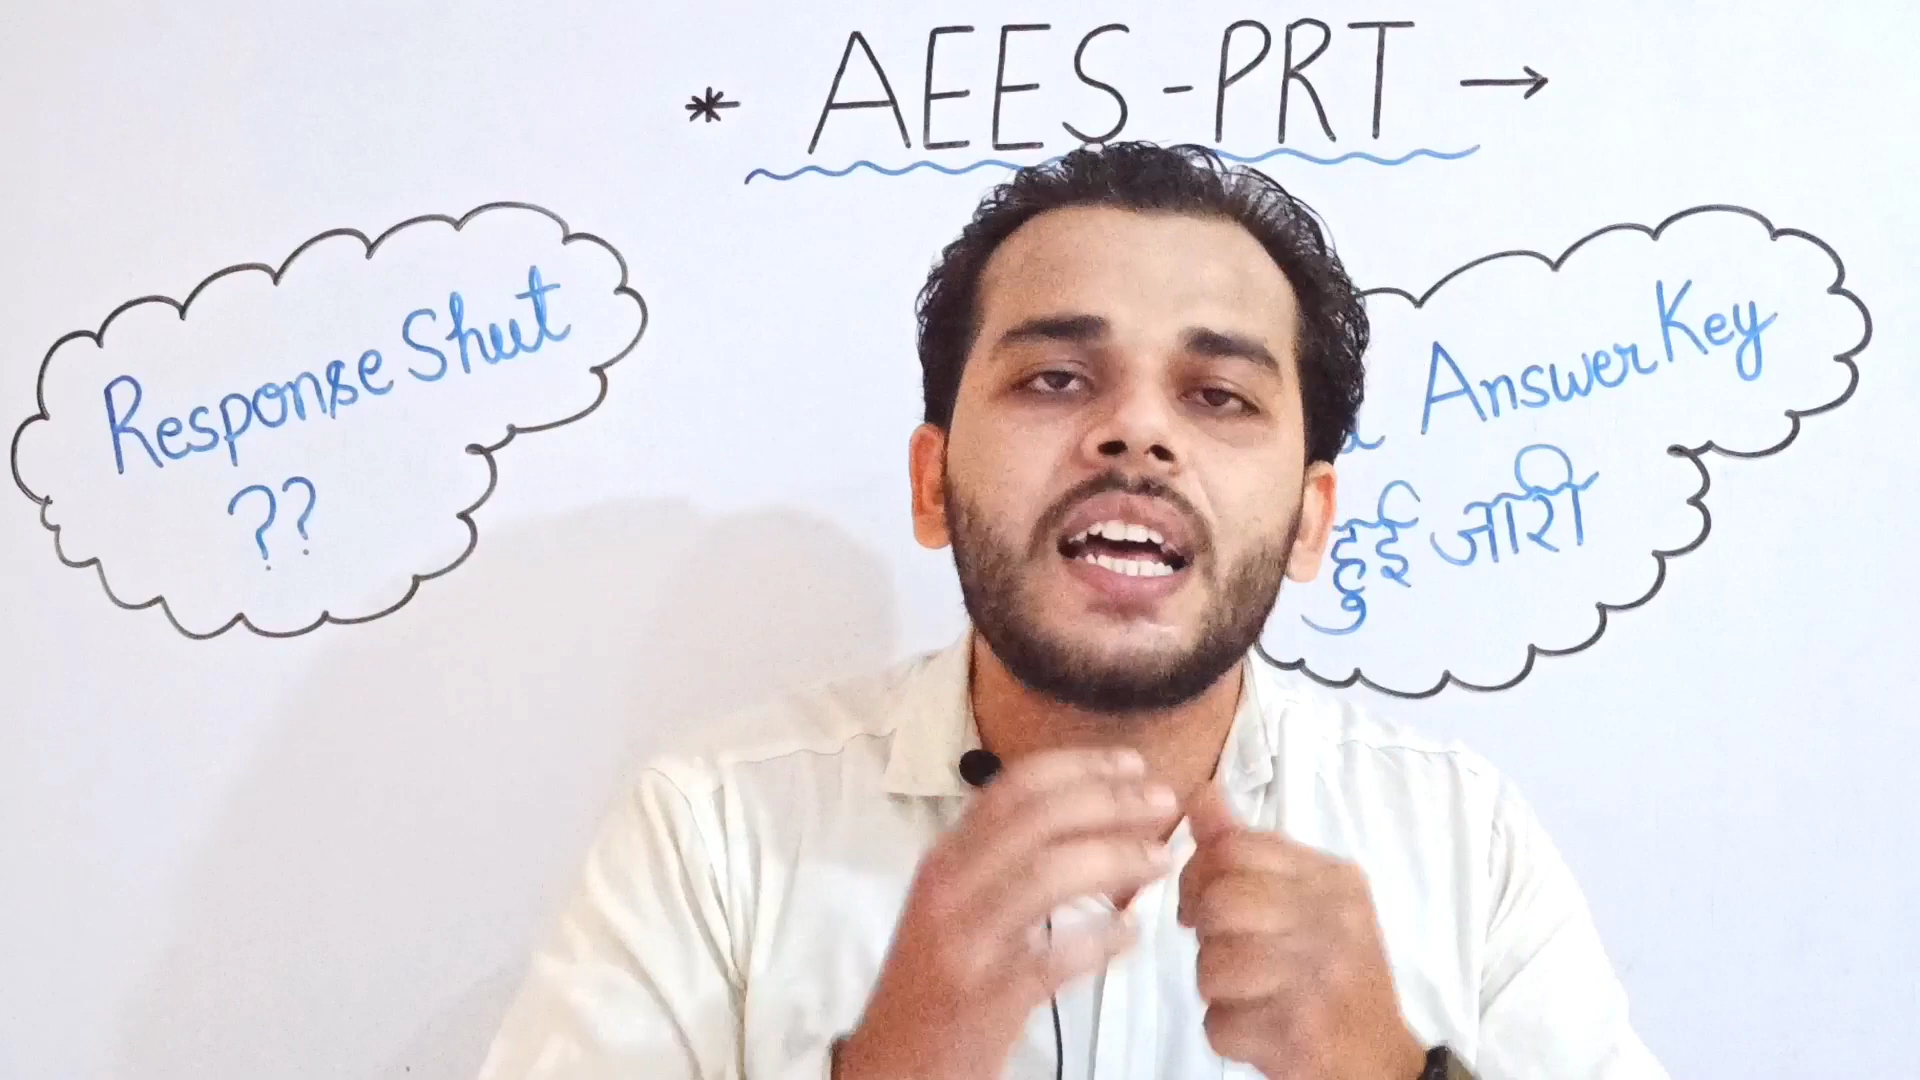 * AEES-PRT →
Response Shut
??
Answer Key
हुई जारी